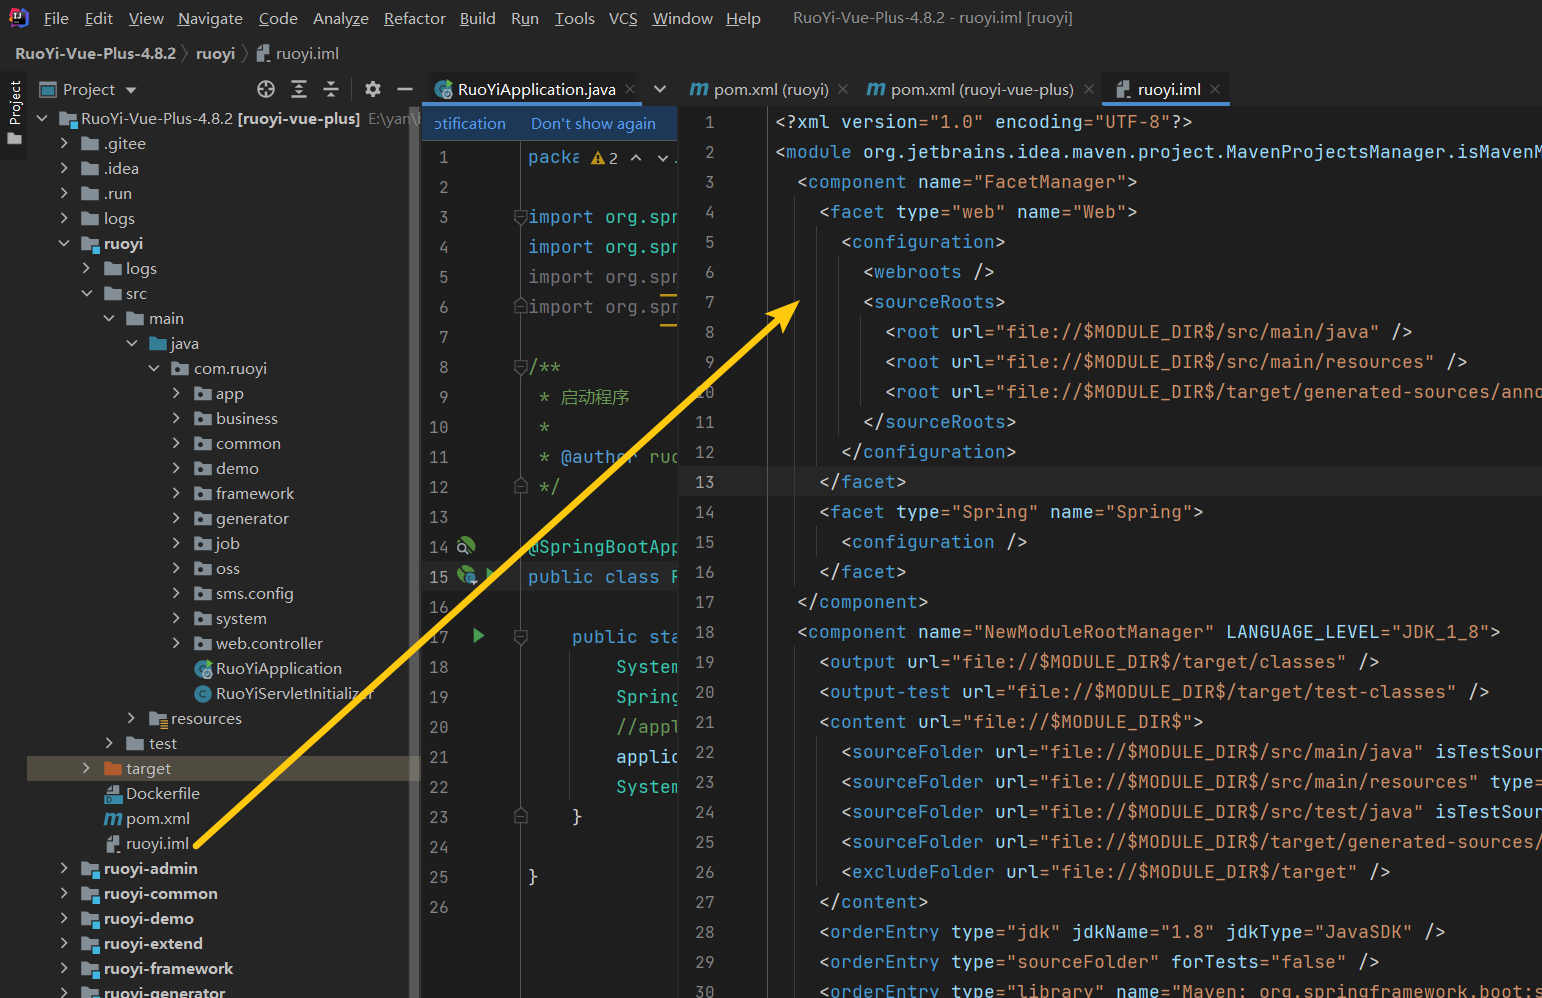 File Edit View Navigate Code Analyze Refactor Build Run Tools VCS Window Help RuoYi-Vue-Plus-4.8.2 - ruoyi.iml [ruoyi]
RuoYi-Vue-Plus-4.8.2 ruoyi ruoyi.iml
Project
Project
RuoYi-Vue-Plus-4.8.2 [ruoyi-vue-plus] E:\yan\
.gitee
.idea
.run
logs
ruoyi
logs
src
main
java
com.ruoyi
app
business
common
demo
framework
generator
job
oss
sms.config
system
web.controller
RuoYiApplication
RuoYiServletInitializer
resources
test
target
Dockerfile
pom.xml
ruoyi.iml
ruoyi-admin
ruoyi-common
ruoyi-demo
ruoyi-extend
ruoyi-framework
ruoyi-generator
RuoYiApplication.java
otification Don't show again
2
1 packa
2
3 import org.spr
4 import org.spr
5 import org.spr
6 import org.spr
7
8 /**
9 * 启动程序
10 *
11 * @author ruo
12 */
13
14 @SpringBootApp
15 public class R
16
17 public sta
18 System
19 Spring
20 //appl
21 applic
22 System
23 }
24
25 }
26
pom.xml (ruoyi) pom.xml (ruoyi-vue-plus) ruoyi.iml
1 <?xml version="1.0" encoding="UTF-8"?>
2 <module org.jetbrains.idea.maven.project.MavenProjectsManager.isMavenM
3 <component name="FacetManager">
4 <facet type="web" name="Web">
5 <configuration>
6 <webroots />
7 <sourceRoots>
8 <root url="file://$MODULE_DIR$/src/main/java" />
9 <root url="file://$MODULE_DIR$/src/main/resources" />
10 <root url="file://$MODULE_DIR$/target/generated-sources/anno
11 </sourceRoots>
12 </configuration>
13 </facet>
14 <facet type="Spring" name="Spring">
15 <configuration />
16 </facet>
17 </component>
18 <component name="NewModuleRootManager" LANGUAGE_LEVEL="JDK_1_8">
19 <output url="file://$MODULE_DIR$/target/classes" />
20 <output-test url="file://$MODULE_DIR$/target/test-classes" />
21 <content url="file://$MODULE_DIR$">
22 <sourceFolder url="file://$MODULE_DIR$/src/main/java" isTestSour
23 <sourceFolder url="file://$MODULE_DIR$/src/main/resources" type=
24 <sourceFolder url="file://$MODULE_DIR$/src/test/java" isTestSour
25 <sourceFolder url="file://$MODULE_DIR$/target/generated-sources/
26 <excludeFolder url="file://$MODULE_DIR$/target" />
27 </content>
28 <orderEntry type="jdk" jdkName="1.8" jdkType="JavaSDK" />
29 <orderEntry type="sourceFolder" forTests="false" />
30 <orderEntry type="library" name="Maven: org.springframework.boot:s